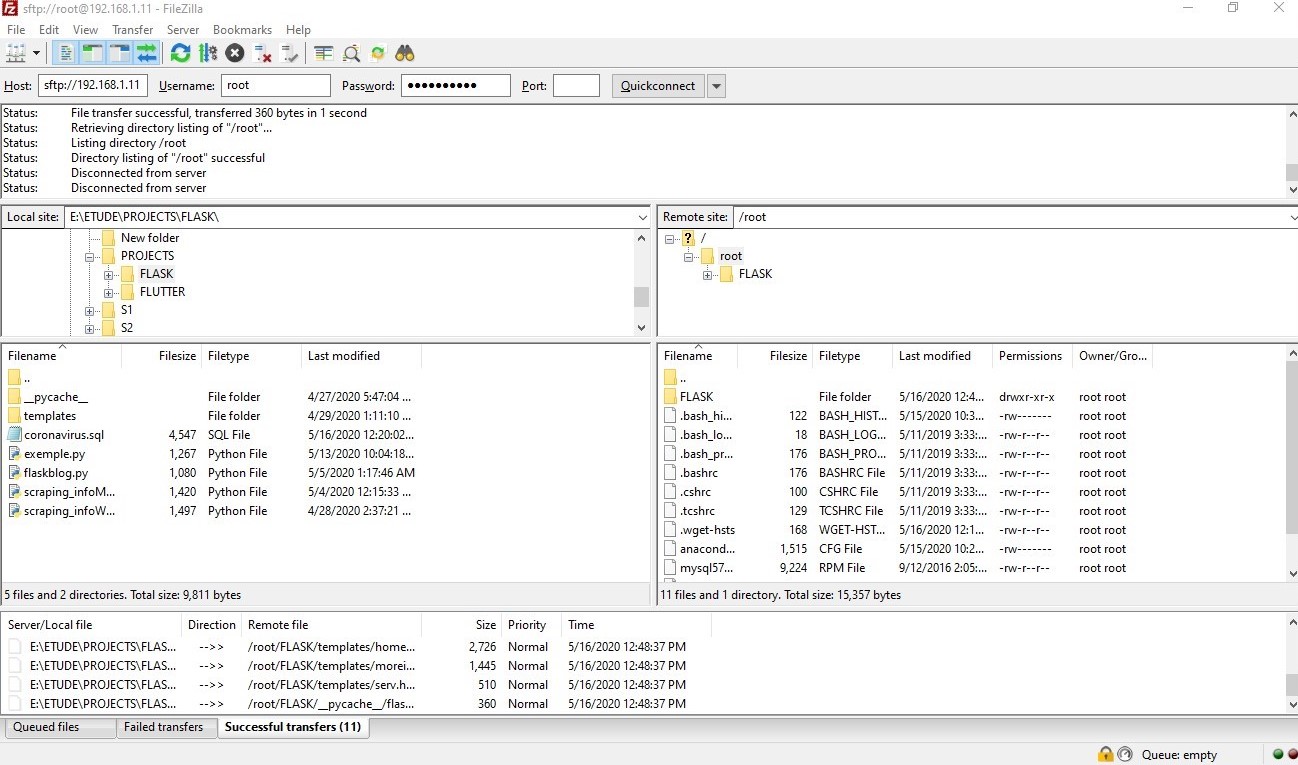 sftp://root@192.168.1.11 - FileZilla
File Edit View Transfer Server Bookmarks Help
Host: sftp://192.168.1.11 Username: root Password: ●●●●●●●●●● Port: Quickconnect
Status: File transfer successful, transferred 360 bytes in 1 second
Status: Retrieving directory listing of "/root"...
Status: Listing directory /root
Status: Directory listing of "/root" successful
Status: Disconnected from server
Status: Disconnected from server
Local site: E:\ETUDE\PROJECTS\FLASK\
New folder
PROJECTS
FLASK
FLUTTER
S1
S2
Filename Filesize Filetype Last modified
..
__pycache__ File folder 4/27/2020 5:47:04 ...
templates File folder 4/29/2020 1:11:10 ...
coronavirus.sql 4,547 SQL File 5/16/2020 12:20:02...
exemple.py 1,267 Python File 5/13/2020 10:04:18...
flaskblog.py 1,080 Python File 5/5/2020 1:17:46 AM
scraping_infoM... 1,420 Python File 5/4/2020 12:15:33 ...
scraping_infoW... 1,497 Python File 4/28/2020 2:37:21 ...
5 files and 2 directories. Total size: 9,811 bytes
Remote site: /root
? /
root
FLASK
Filename Filesize Filetype Last modified Permissions Owner/Gro...
..
FLASK File folder 5/16/2020 12:4... drwxr-xr-x root root
.bash_hi... 122 BASH_HIST... 5/15/2020 10:3... -rw------- root root
.bash_lo... 18 BASH_LOG... 5/11/2019 3:33:... -rw-r--r-- root root
.bash_pr... 176 BASH_PRO... 5/11/2019 3:33:... -rw-r--r-- root root
.bashrc 176 BASHRC File 5/11/2019 3:33:... -rw-r--r-- root root
.cshrc 100 CSHRC File 5/11/2019 3:33:... -rw-r--r-- root root
.tcshrc 129 TCSHRC File 5/11/2019 3:33:... -rw-r--r-- root root
.wget-hsts 168 WGET-HST... 5/16/2020 12:1... -rw-r--r-- root root
anacond... 1,515 CFG File 5/15/2020 10:2... -rw------- root root
mysql57... 9,224 RPM File 9/12/2016 2:05:... -rw-r--r-- root root
11 files and 1 directory. Total size: 15,357 bytes
Server/Local file Direction Remote file Size Priority Time
E:\ETUDE\PROJECTS\FLAS... -->> /root/FLASK/templates/home... 2,726 Normal 5/16/2020 12:48:37 PM
E:\ETUDE\PROJECTS\FLAS... -->> /root/FLASK/templates/morei... 1,445 Normal 5/16/2020 12:48:37 PM
E:\ETUDE\PROJECTS\FLAS... -->> /root/FLASK/templates/serv.h... 510 Normal 5/16/2020 12:48:37 PM
E:\ETUDE\PROJECTS\FLAS... -->> /root/FLASK/__pycache__/flas... 360 Normal 5/16/2020 12:48:37 PM
Queued files Failed transfers Successful transfers (11)
Queue: empty